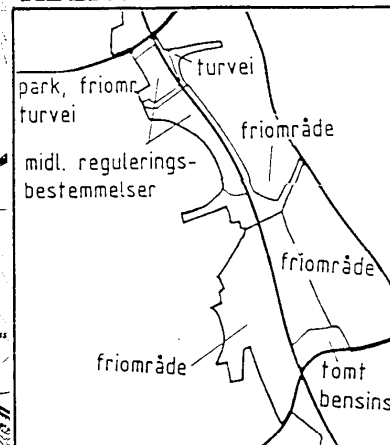 turvei
park, friomr.
turvei
friområde
midl. regulerings-
bestemmelser
friområde
friområde
tomt
bensins